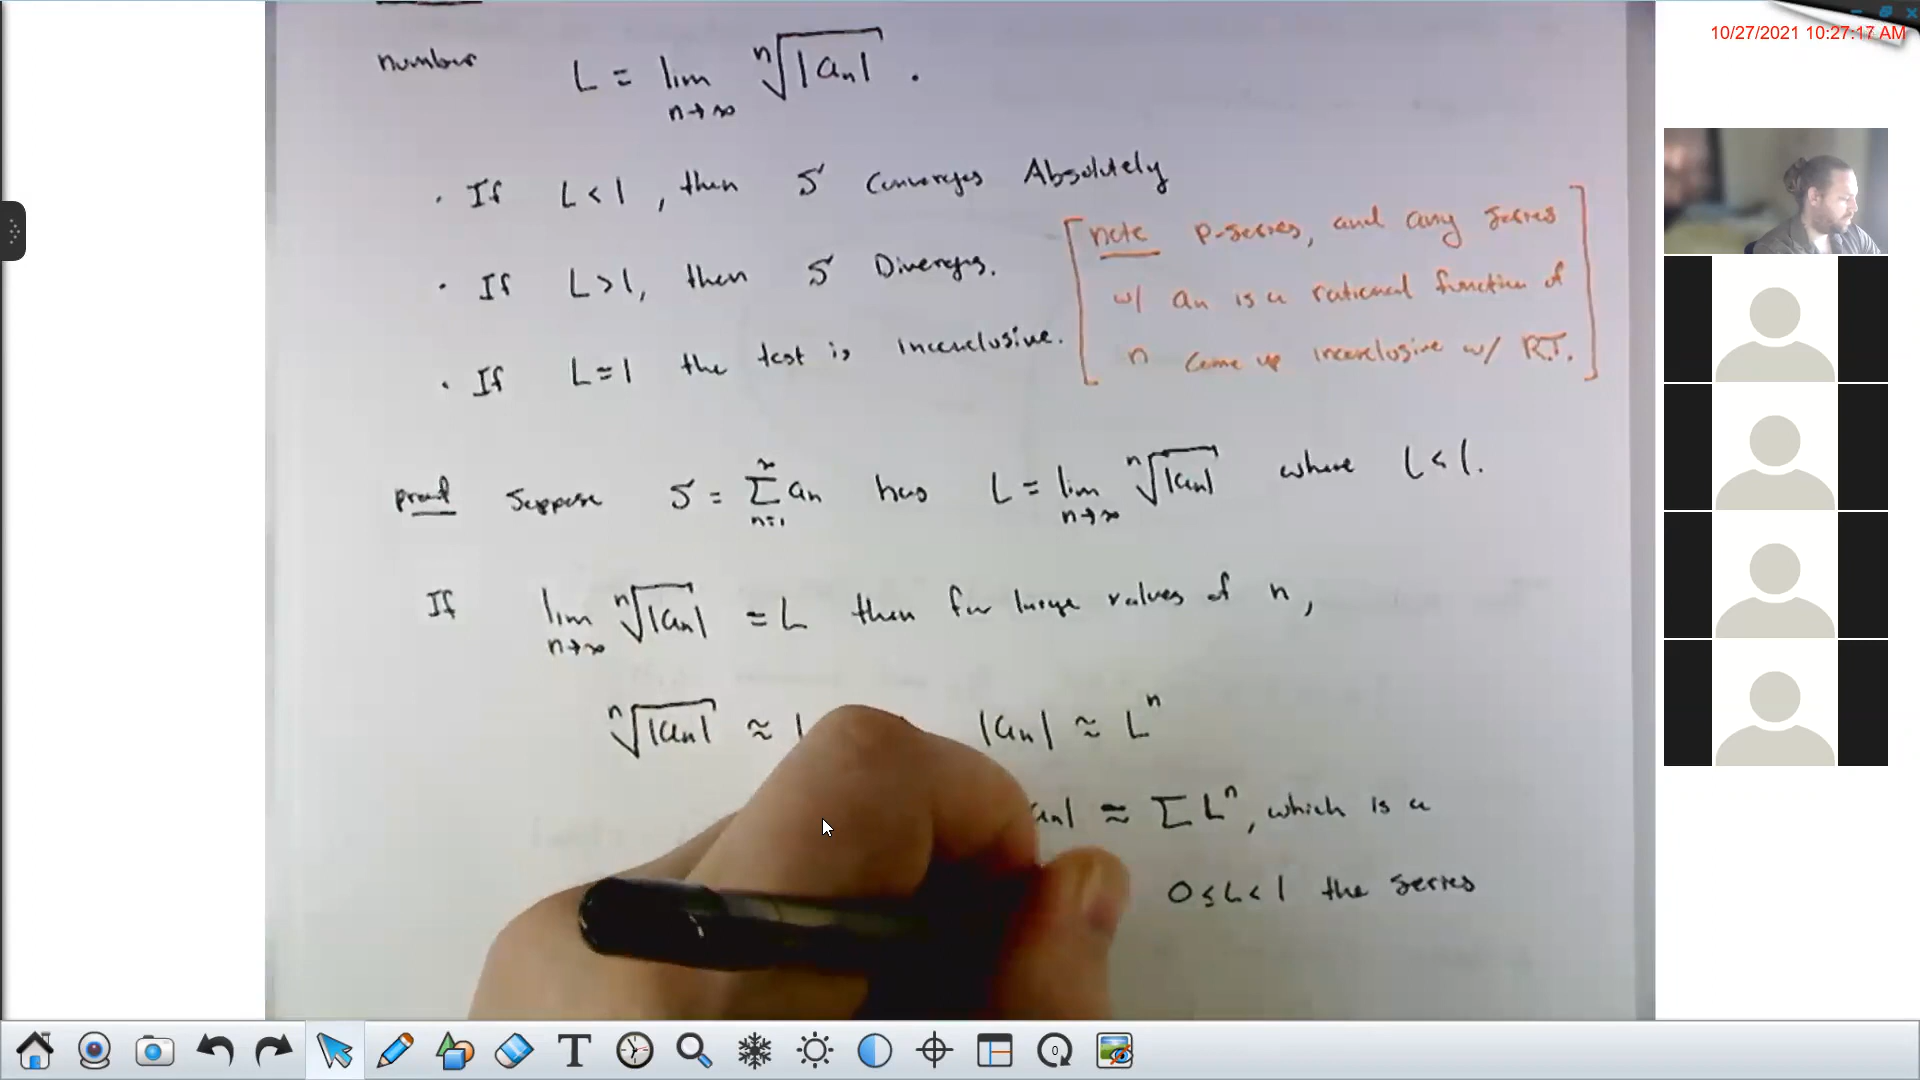 10/27/2021 10:27:17 AM
number L = lim n→∞ ⁿ√|aₙ| .
· If L < 1, then S Converges Absolutely
· If L > 1, then S Diverges.
· If L = 1 the test is inconclusive.
[note p-series, and any series
w/ aₙ is a rational function of
n come up inconclusive w/ R.T.]
proof Suppose S = ∑ n=1 ∞ aₙ has L = lim n→∞ ⁿ√|aₙ| where L < 1.
If lim n→∞ ⁿ√|aₙ| = L then for large values of n,
ⁿ√|aₙ| ≈ |aₙ| ≈ Lⁿ
aₙ| ≈ ∑ Lⁿ, which is a
0 ≤ L < 1 the series
T
0